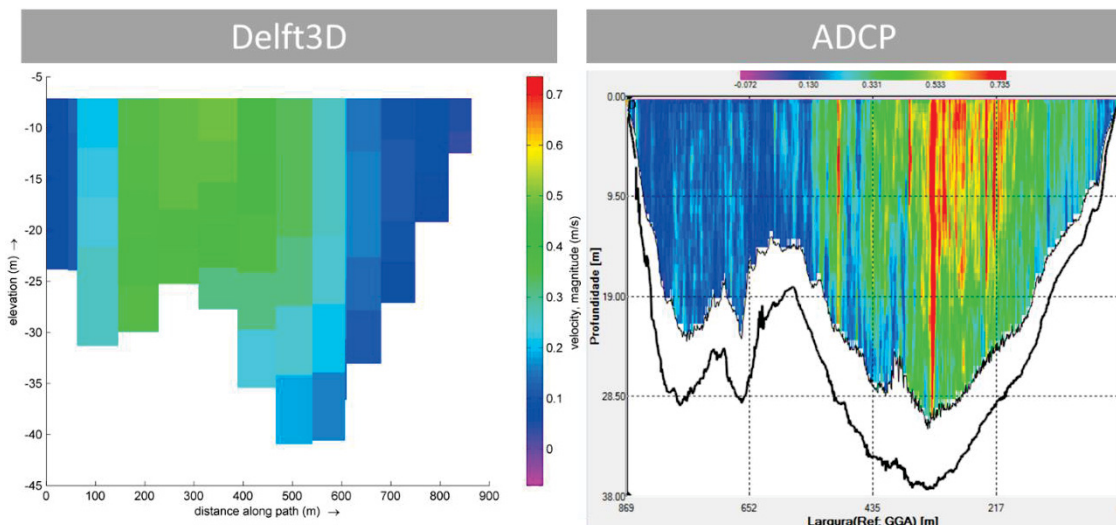 Delft3D
-5
-10
-15
-20
-25
-30
-35
-40
-45
elevation (m) →
0 100 200 300 400 500 600 700 800 900
distance along path (m) →
0.7
0.6
0.5
0.4
0.3
0.2
0.1
0
velocity, magnitude (m/s)
ADCP
-0.072 0.130 0.331 0.533 0.735
0.00
9.50
19.00
28.50
38.00
Profundidade [m]
869 652 435 217
Largura(Ref: GGA) [m]